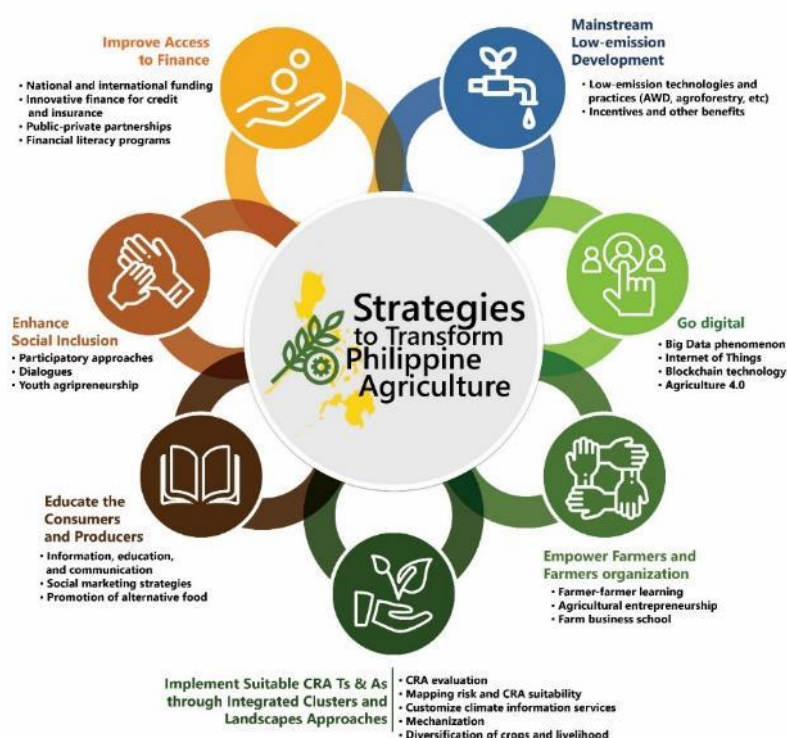 Improve Access
to Finance
• National and international funding
• Innovative finance for credit
and insurance
• Public-private partnerships
• Financial literacy programs
Mainstream
Low-emission
Development
• Low-emission technologies and
practices (AWD, agroforestry, etc)
• Incentives and other benefits
Enhance
Social Inclusion
• Participatory approaches
• Dialogues
• Youth agripreneurship
Strategies
to Transform
Philippine
Agriculture
Go digital
• Big Data phenomenon
• Internet of Things
• Blockchain technology
• Agriculture 4.0
Educate the
Consumers
and Producers
• Information, education,
and communication
• Social marketing strategies
• Promotion of alternative food
Empower Farmers and
Farmers organization
• Farmer-farmer learning
• Agricultural entrepreneurship
• Farm business school
Implement Suitable CRA Ts & As
through Integrated Clusters and
Landscapes Approaches
• CRA evaluation
• Mapping risk and CRA suitability
• Customize climate information services
• Mechanization
• Diversification of crops and livelihood